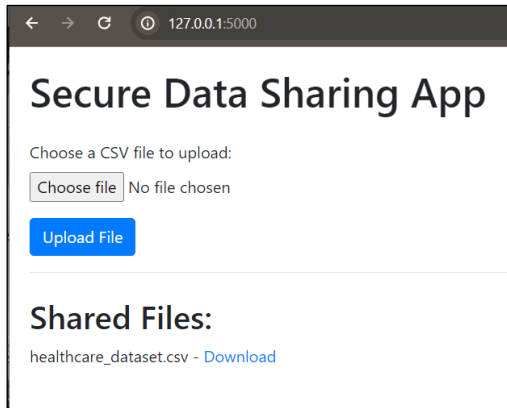 127.0.0.1:5000
Secure Data Sharing App
Choose a CSV file to upload:
Choose file No file chosen
Upload File
Shared Files:
healthcare_dataset.csv - Download